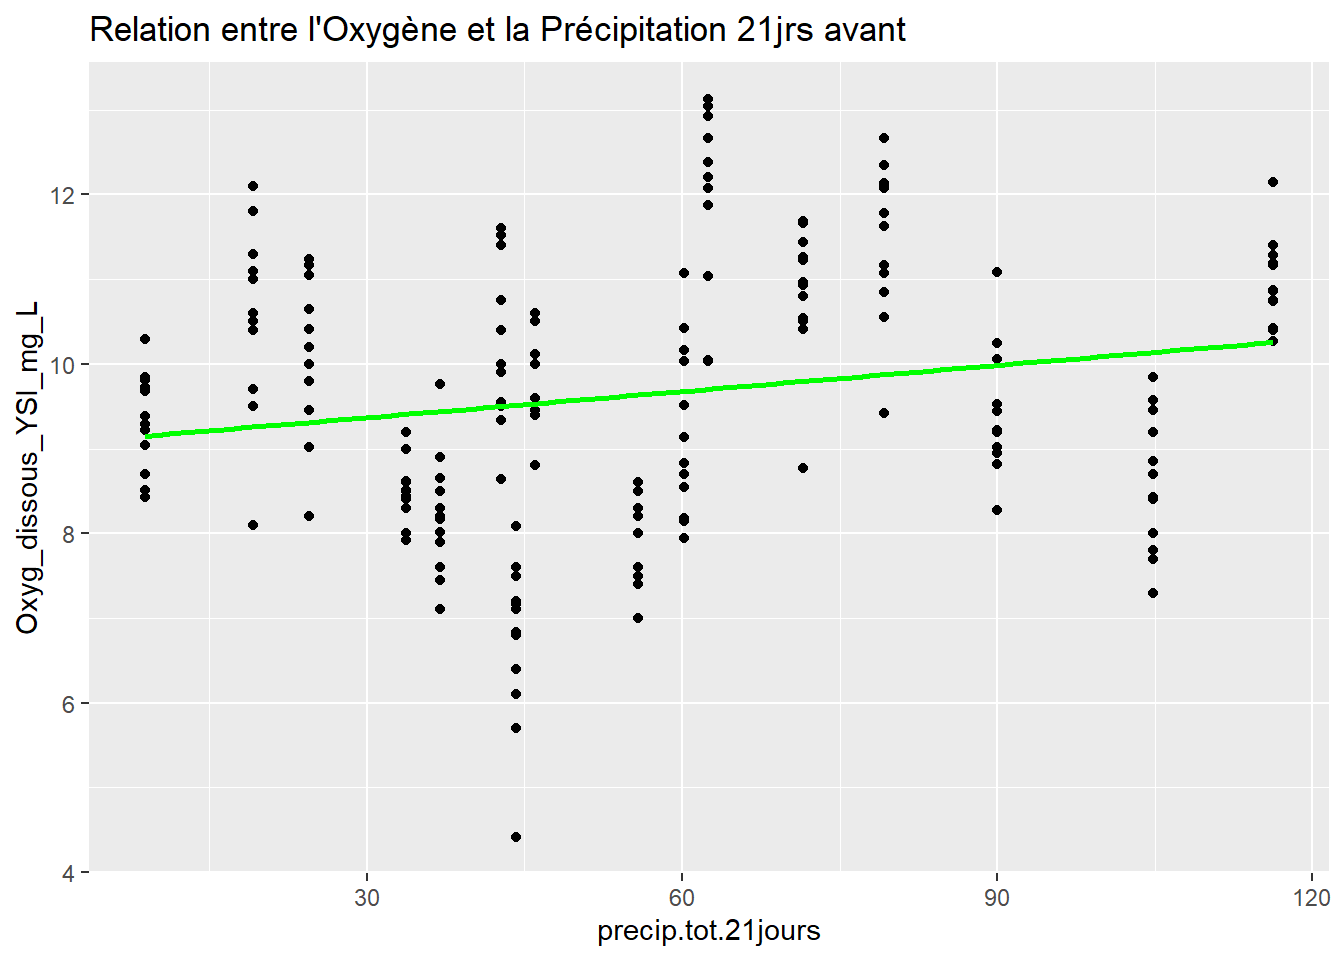 Relation entre l'Oxygène et la Précipitation 21jrs avant
Oxyg_dissous_YSI_mg_L
12
10
8
6
4
30 60 90 120
precip.tot.21jours